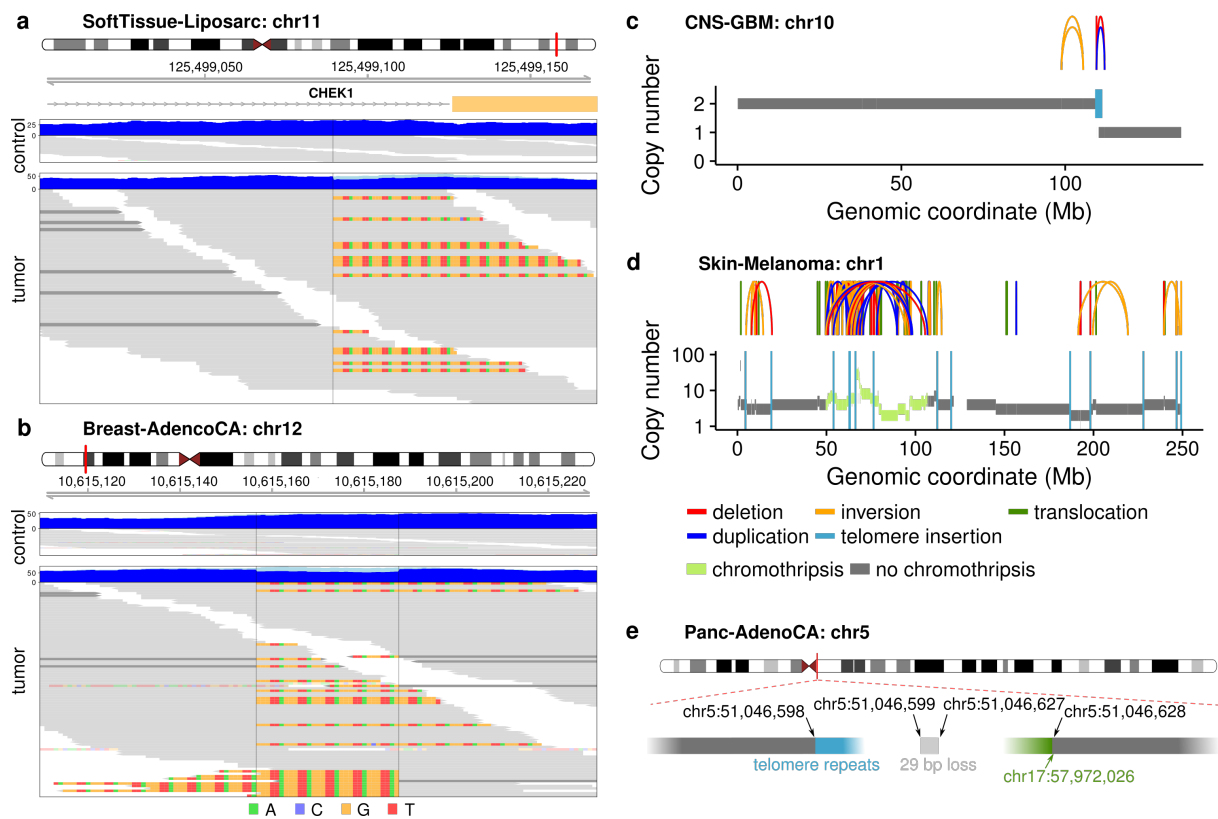 a
SoftTissue-Liposarc: chr11
125,499,050
125,499,100
125,499,150
CHEK1
control
25
0
tumor
50
0
b
Breast-AdencoCA: chr12
10,615,120
10,615,140
10,615,160
10,615,180
10,615,200
10,615,220
control
50
0
tumor
50
0
A C G T
c
CNS-GBM: chr10
Copy number
2
1
0
0 50 100
Genomic coordinate (Mb)
d
Skin-Melanoma: chr1
Copy number
100
10
1
0 50 100 150 200 250
Genomic coordinate (Mb)
deletion inversion translocation
duplication telomere insertion
chromothripsis no chromothripsis
e
Panc-AdenoCA: chr5
chr5:51,046,598
chr5:51,046,599
chr5:51,046,627
chr5:51,046,628
telomere repeats
29 bp loss
chr17:57,972,026